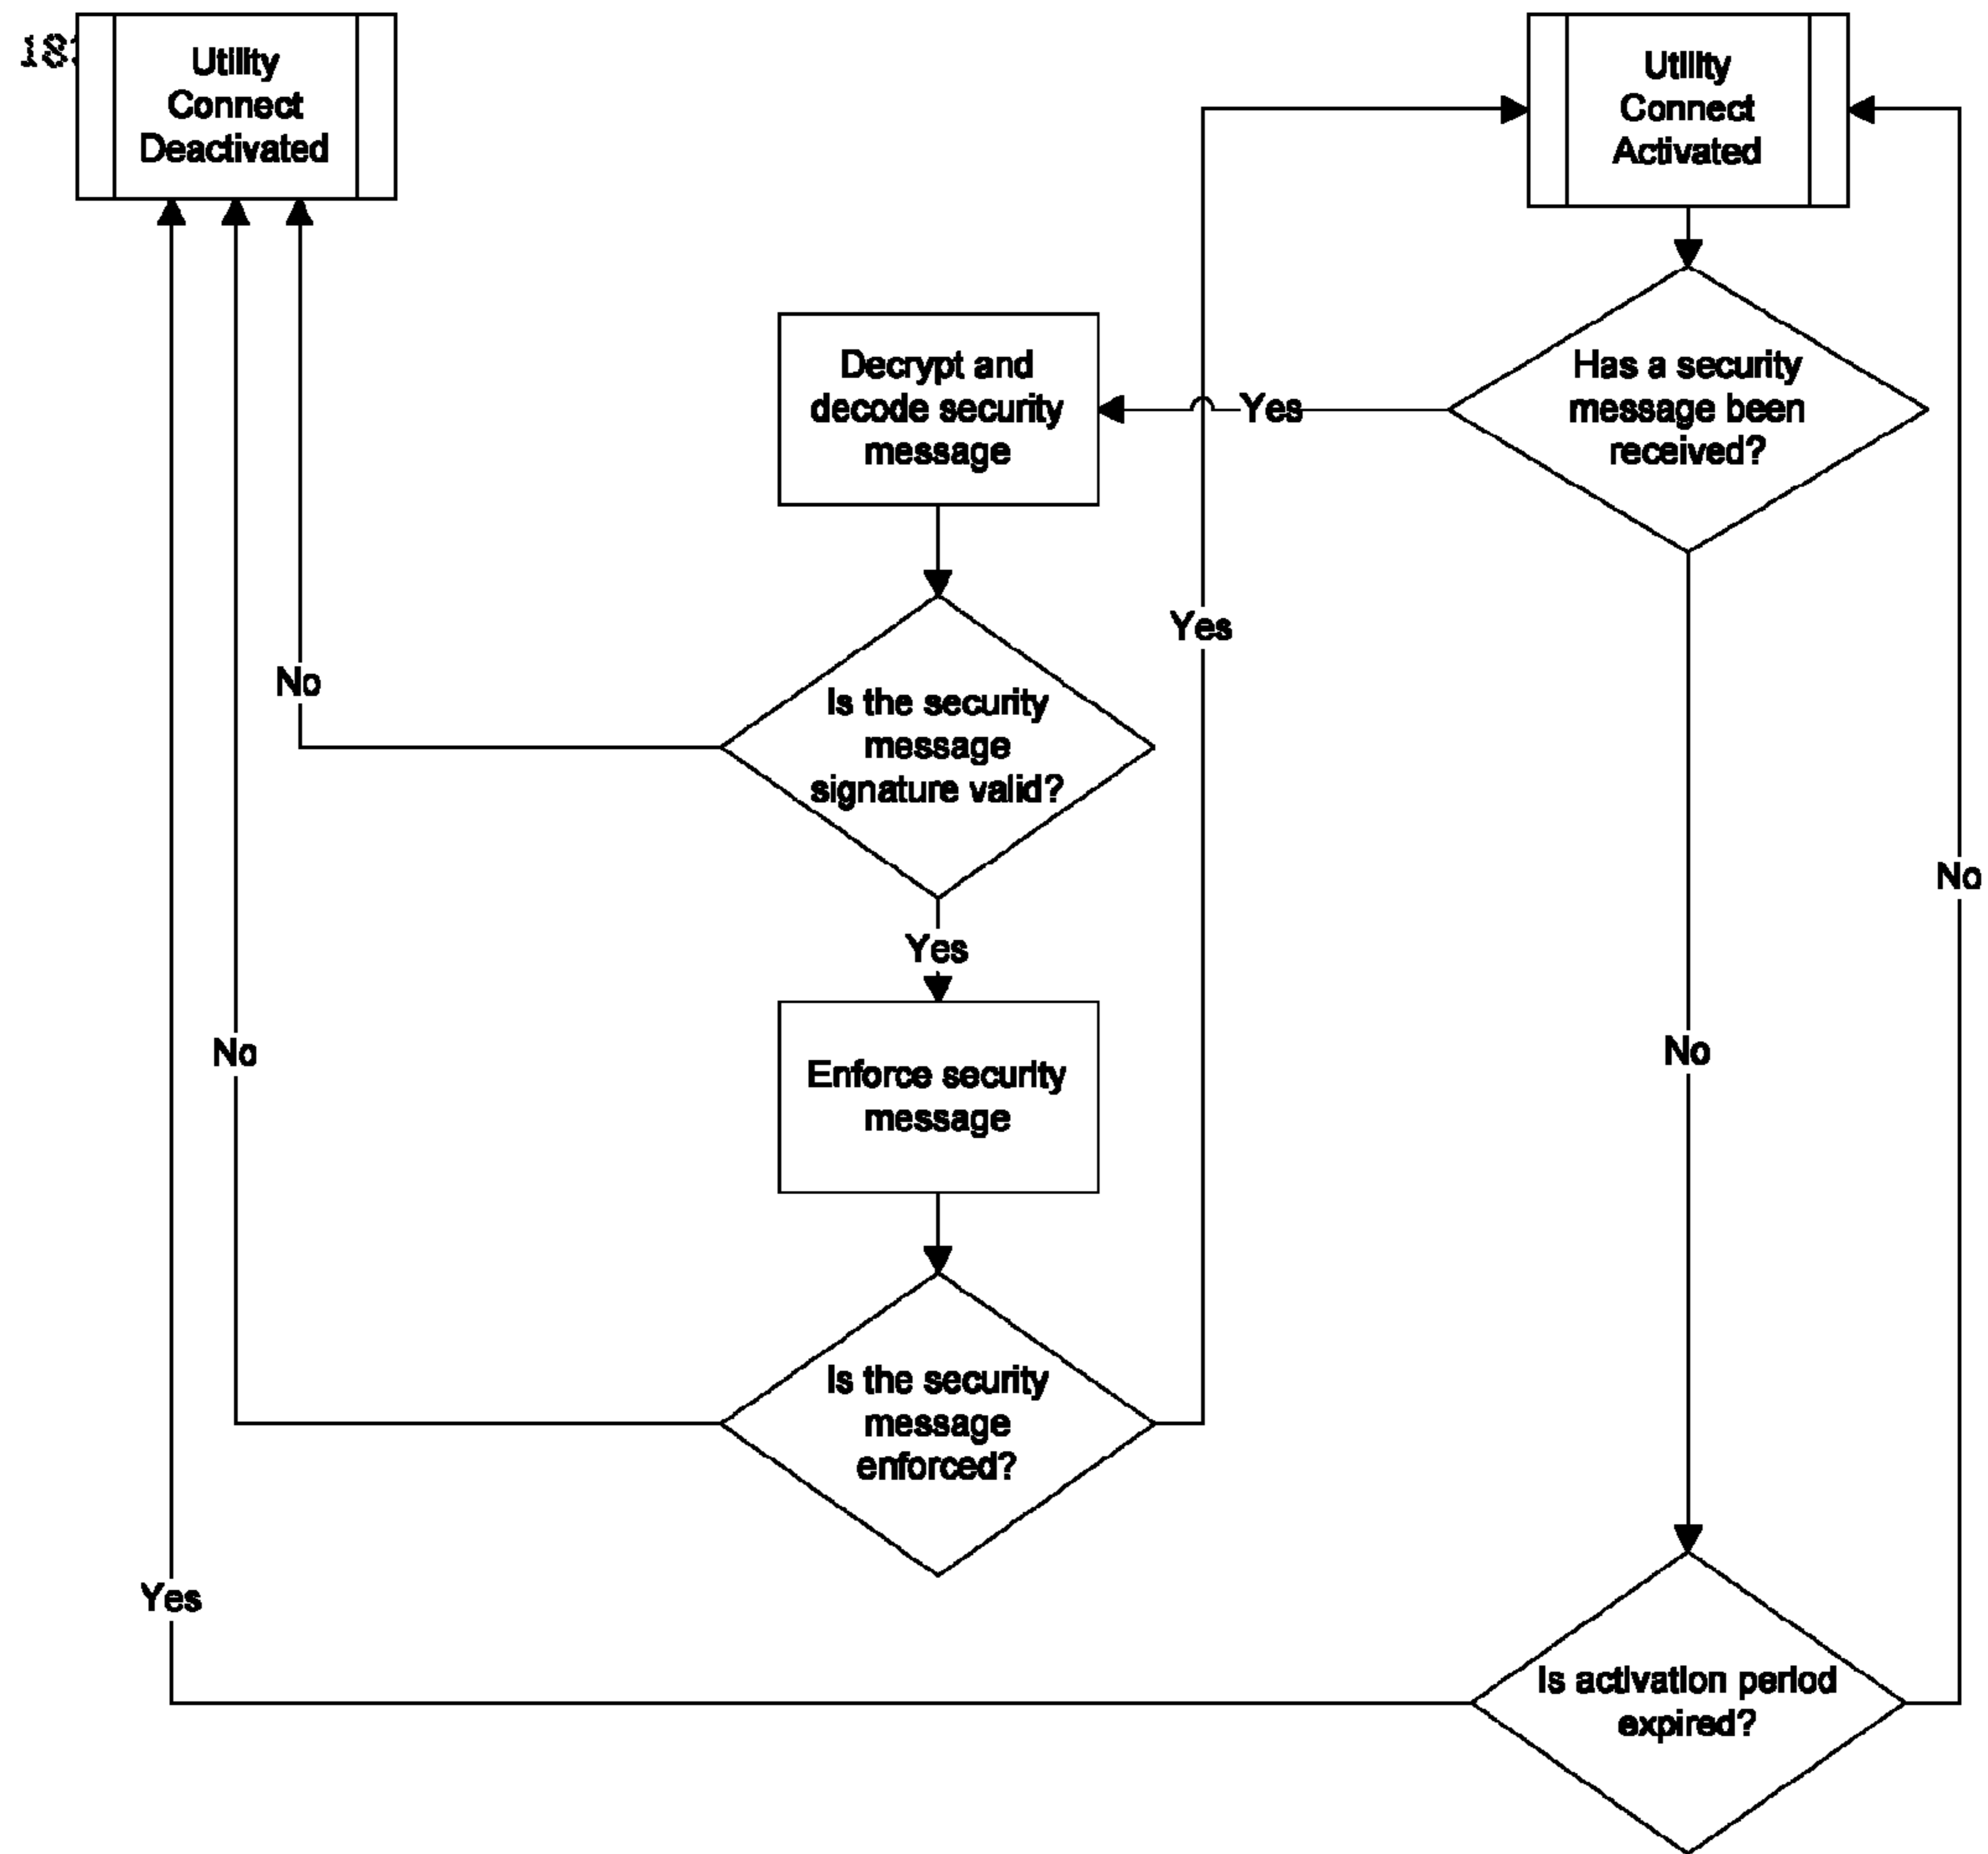 Utility
Connect
Deactivated
Utility
Connect
Activated
Decrypt and
decode security
message
Yes
Has a security
message been
received?
Yes
No
Is the security
message
signature valid?
No
Yes
No
Enforce security
message
No
Is the security
message
enforced?
Yes
Is activation period
expired?